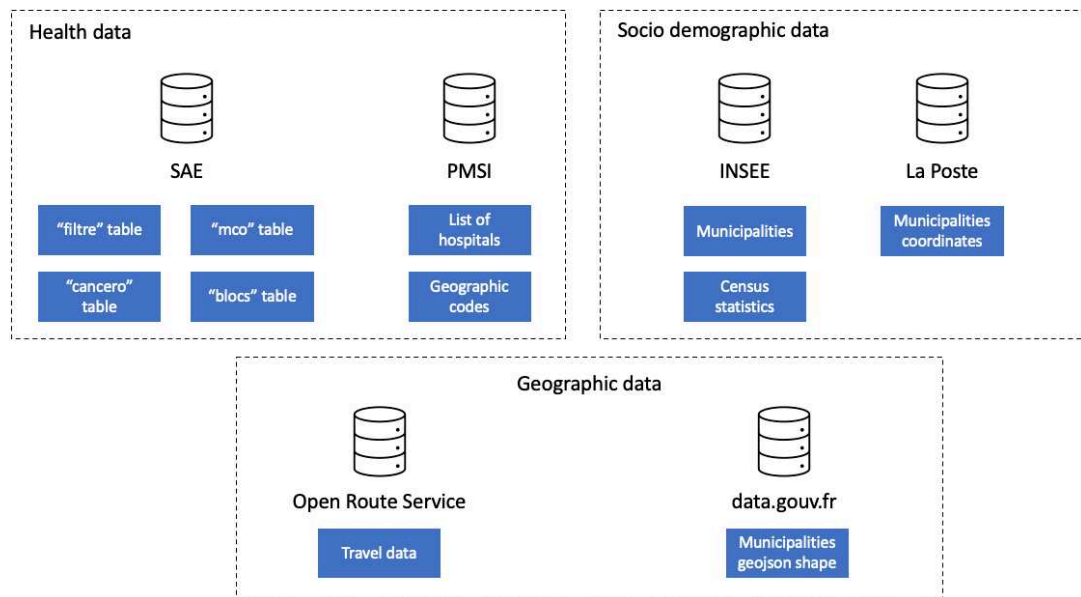 Health data
SAE
PMSI
“filtre” table
“mco” table
List of
hospitals
“cancero”
table
“blocs” table
Geographic
codes
Socio demographic data
INSEE
La Poste
Municipalities
Municipalities
coordinates
Census
statistics
Geographic data
Open Route Service
data.gouv.fr
Travel data
Municipalities
geojson shape